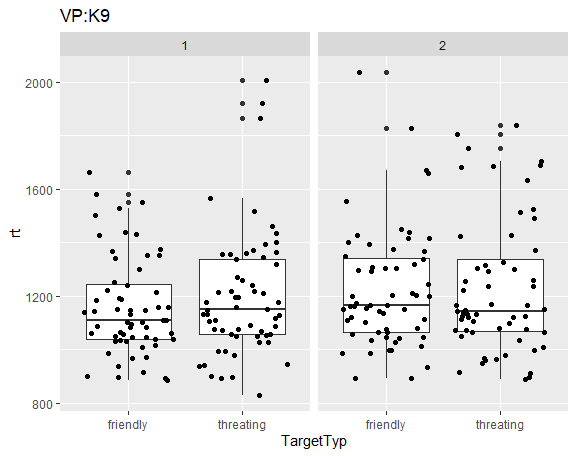 VP:K9
1 2
2000
1600
1200
800
rt
friendly threating friendly threating
TargetTyp